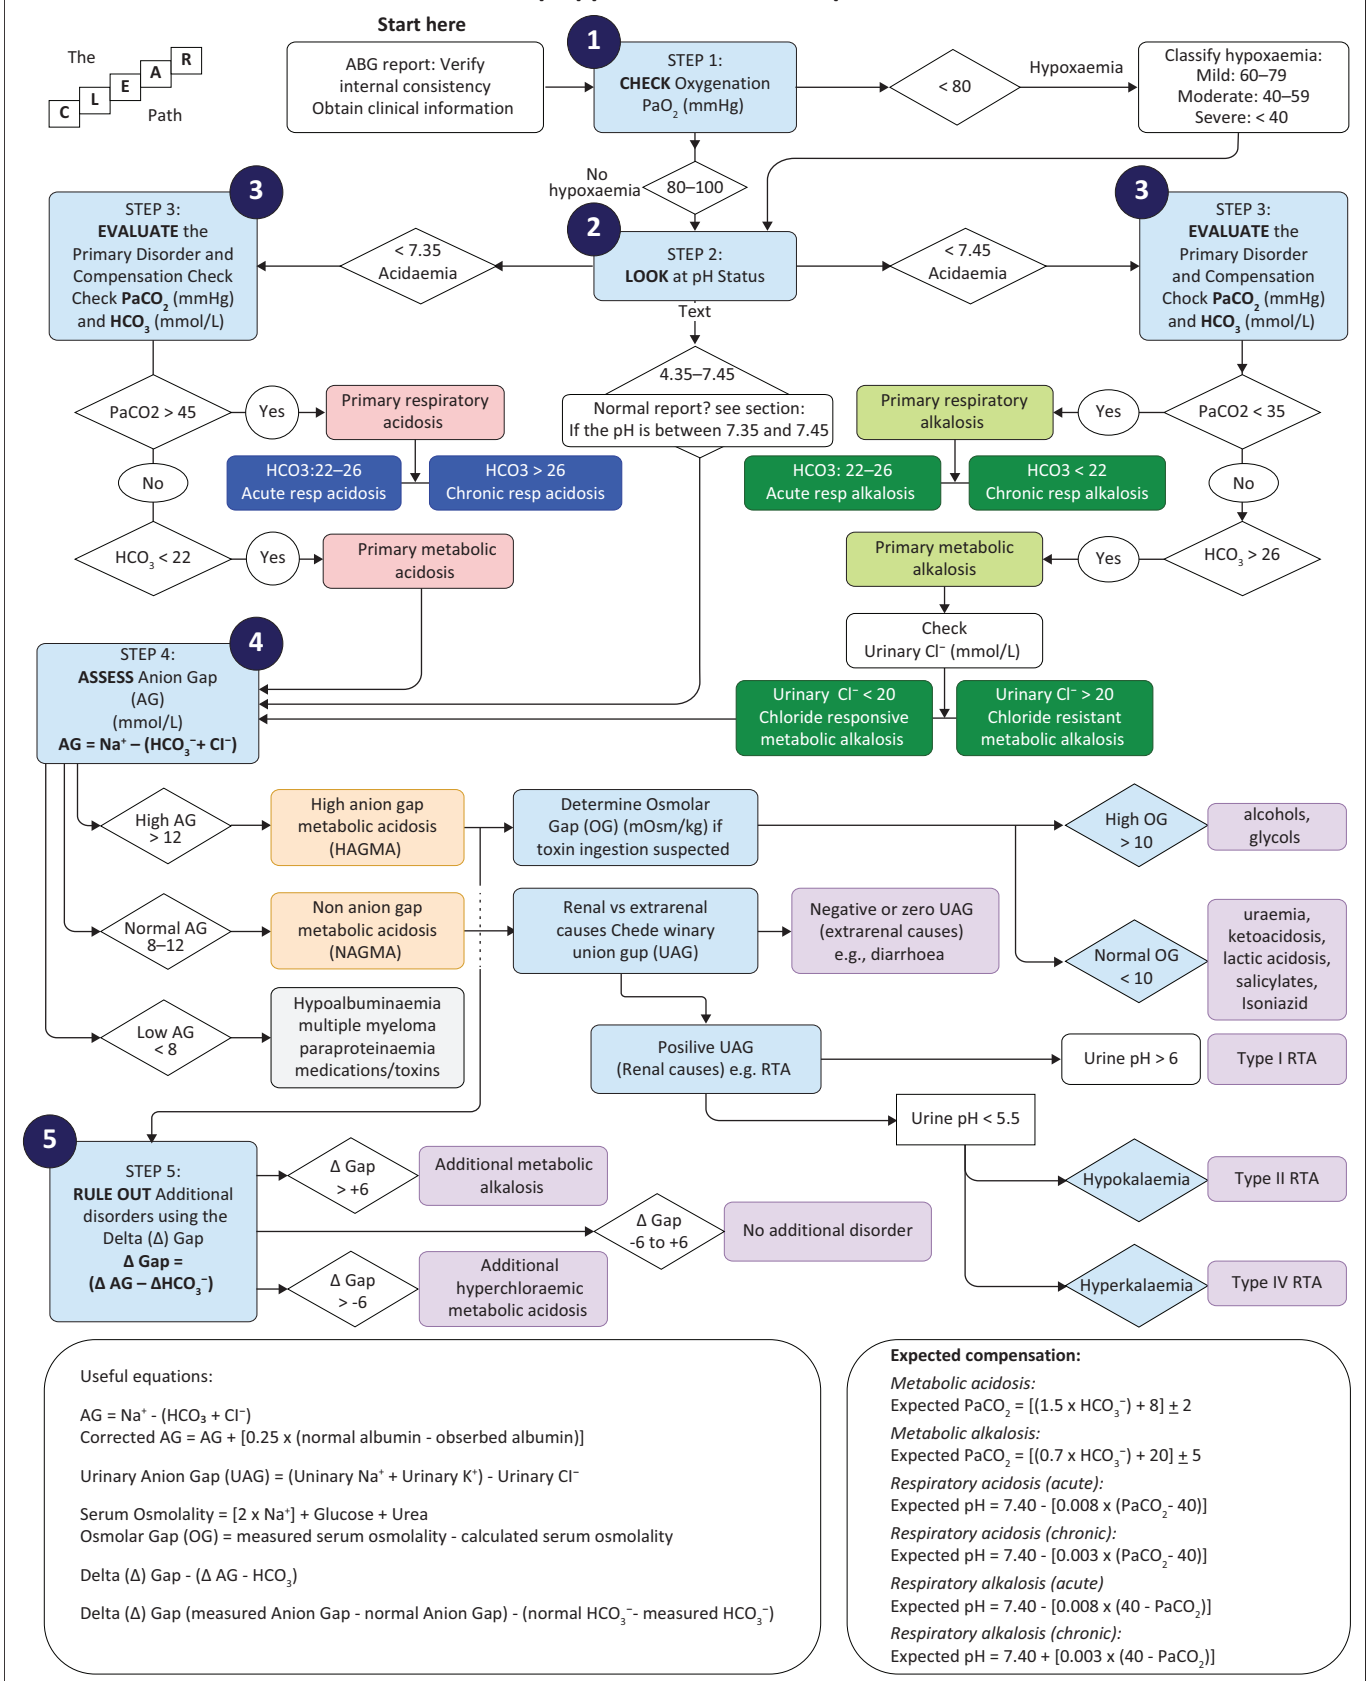 Start here
The
C
L
E
A
R
Path
ABG report: Verify
internal consistency
Obtain clinical information
1
STEP 1:
CHECK Oxygenation
PaO2 (mmHg)
< 80
Hypoxaemia
Classify hypoxaemia:
Mild: 60–79
Moderate: 40–59
Severe: < 40
No
hypoxaemia
80–100
3
STEP 3:
EVALUATE the
Primary Disorder and
Compensation Check
Check PaCO2 (mmHg)
and HCO3 (mmol/L)
< 7.35
Acidaemia
2
STEP 2:
LOOK at pH Status
Text
< 7.45
Acidaemia
3
STEP 3:
EVALUATE the
Primary Disorder
and Compensation
Chock PaCO2 (mmHg)
and HCO3 (mmol/L)
4.35–7.45
Normal report? see section:
If the pH is between 7.35 and 7.45
PaCO2 > 45
Yes
Primary respiratory
acidosis
HCO3:22–26
Acute resp acidosis
HCO3 > 26
Chronic resp acidosis
No
HCO3 < 22
Yes
Primary metabolic
acidosis
PaCO2 < 35
Yes
Primary respiratory
alkalosis
HCO3: 22–26
Acute resp alkalosis
HCO3 < 22
Chronic resp alkalosis
No
HCO3 > 26
Yes
Primary metabolic
alkalosis
Check
Urinary Cl⁻ (mmol/L)
Urinary Cl⁻ < 20
Chloride responsive
metabolic alkalosis
Urinary Cl⁻ > 20
Chloride resistant
metabolic alkalosis
4
STEP 4:
ASSESS Anion Gap
(AG)
(mmol/L)
AG = Na⁺ – (HCO3⁻+ Cl⁻)
High AG
> 12
High anion gap
metabolic acidosis
(HAGMA)
Determine Osmolar
Gap (OG) (mOsm/kg) if
toxin ingestion suspected
High OG
> 10
alcohols,
glycols
Normal AG
8–12
Non anion gap
metabolic acidosis
(NAGMA)
Renal vs extrarenal
causes Chede winary
union gup (UAG)
Negative or zero UAG
(extrarenal causes)
e.g., diarrhoea
Normal OG
< 10
uraemia,
ketoacidosis,
lactic acidosis,
salicylates,
Isoniazid
Low AG
< 8
Hypoalbuminaemia
multiple myeloma
paraproteinaemia
medications/toxins
Posilive UAG
(Renal causes) e.g. RTA
Urine pH > 6
Type I RTA
Urine pH < 5.5
Hypokalaemia
Type II RTA
Hyperkalaemia
Type IV RTA
5
STEP 5:
RULE OUT Additional
disorders using the
Delta (Δ) Gap
Δ Gap =
(Δ AG – ΔHCO3⁻)
Δ Gap
> +6
Additional metabolic
alkalosis
Δ Gap
-6 to +6
No additional disorder
Δ Gap
> -6
Additional
hyperchloraemic
metabolic acidosis
Useful equations:
AG = Na⁺ - (HCO₃ + Cl⁻)
Corrected AG = AG + [0.25 x (normal albumin - obserbed albumin)]
Urinary Anion Gap (UAG) = (Uninary Na⁺ + Urinary K⁺) - Urinary Cl⁻
Serum Osmolality = [2 x Na⁺] + Glucose + Urea
Osmolar Gap (OG) = measured serum osmolality - calculated serum osmolality
Delta (Δ) Gap - (Δ AG - HCO3)
Delta (Δ) Gap (measured Anion Gap - normal Anion Gap) - (normal HCO3⁻- measured HCO3⁻)
Expected compensation:
Metabolic acidosis:
Expected PaCO2 = [(1.5 x HCO3⁻) + 8] ± 2
Metabolic alkalosis:
Expected PaCO2 = [(0.7 x HCO3⁻) + 20] ± 5
Respiratory acidosis (acute):
Expected pH = 7.40 - [0.008 x (PaCO2- 40)]
Respiratory acidosis (chronic):
Expected pH = 7.40 - [0.003 x (PaCO2- 40)]
Respiratory alkalosis (acute)
Expected pH = 7.40 - [0.008 x (40 - PaCO2)]
Respiratory alkalosis (chronic):
Expected pH = 7.40 + [0.003 x (40 - PaCO2)]